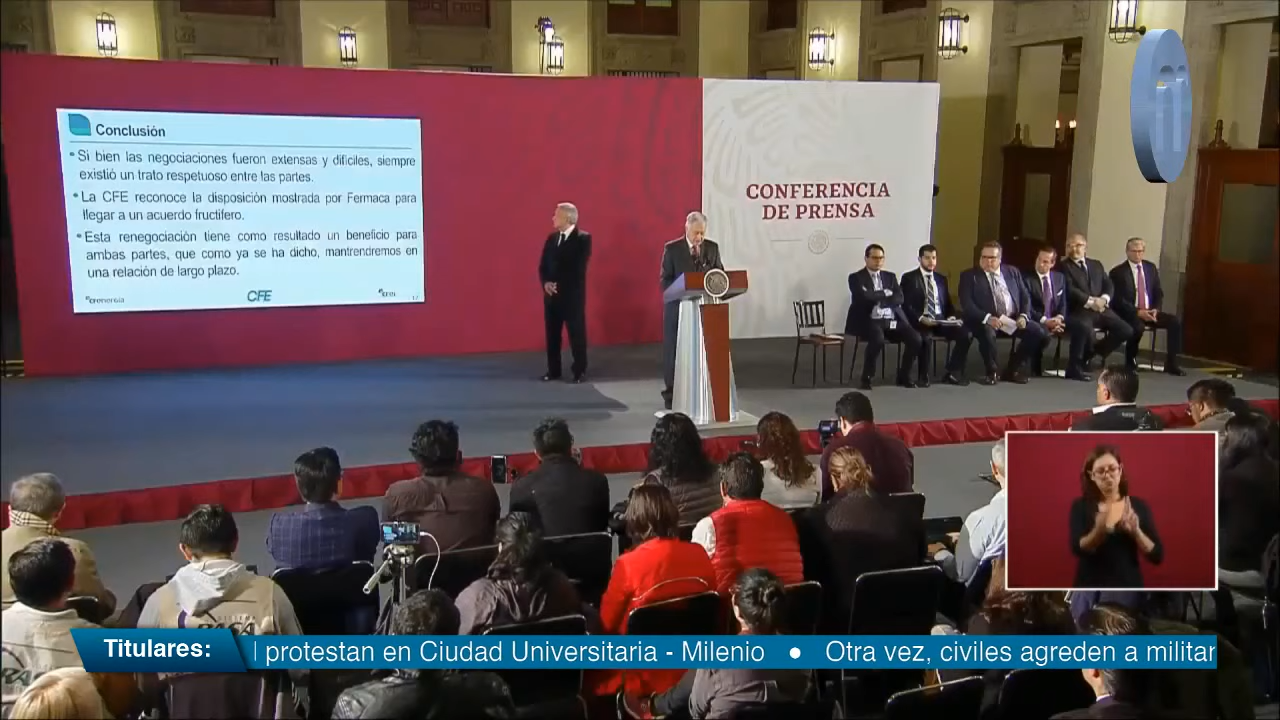 Conclusión
• Si bien las negociaciones fueron extensas y difíciles, siempre
existió un trato respetuoso entre las partes.
• La CFE reconoce la disposición mostrada por Fermaca para
llegar a un acuerdo fructífero.
• Esta renegociación tiene como resultado un beneficio para
ambas partes, que como ya se ha dicho, mantrendremos en
una relación de largo plazo.
CFE
CONFERENCIA
DE PRENSA
Titulares:
protestan en Ciudad Universitaria - Milenio ● Otra vez, civiles agreden a militar